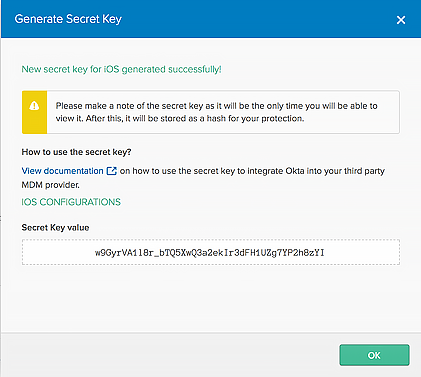 Generate Secret Key
New secret key for iOS generated successfully!
Please make a note of the secret key as it will be the only time you will be able to
view it. After this, it will be stored as a hash for your protection.
How to use the secret key?
View documentation on how to use the secret key to integrate Okta into your third party
MDM provider.
IOS CONFIGURATIONS
Secret Key value
w9GyrVA1l8r_bTQ5XwQ3a2ekIr3dFH1UZg7YP2h8zYI
OK